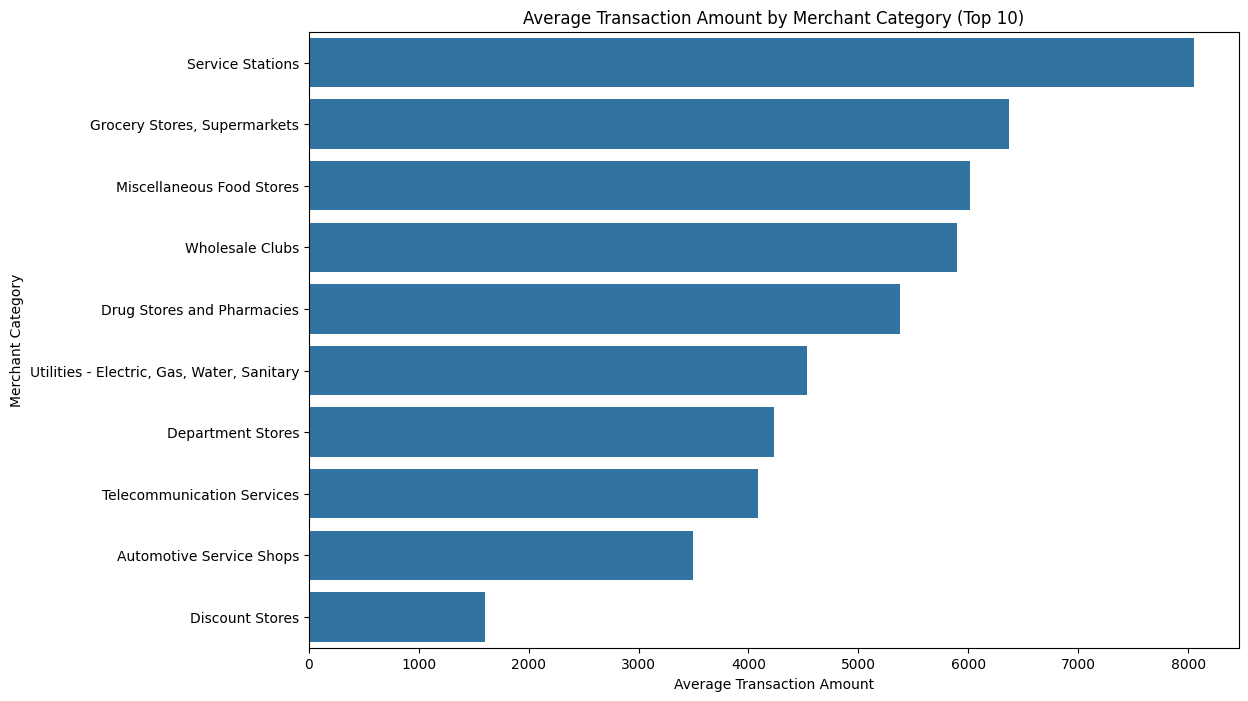 Average Transaction Amount by Merchant Category (Top 10)
Merchant Category
Service Stations
Grocery Stores, Supermarkets
Miscellaneous Food Stores
Wholesale Clubs
Drug Stores and Pharmacies
Utilities - Electric, Gas, Water, Sanitary
Department Stores
Telecommunication Services
Automotive Service Shops
Discount Stores
0 1000 2000 3000 4000 5000 6000 7000 8000
Average Transaction Amount